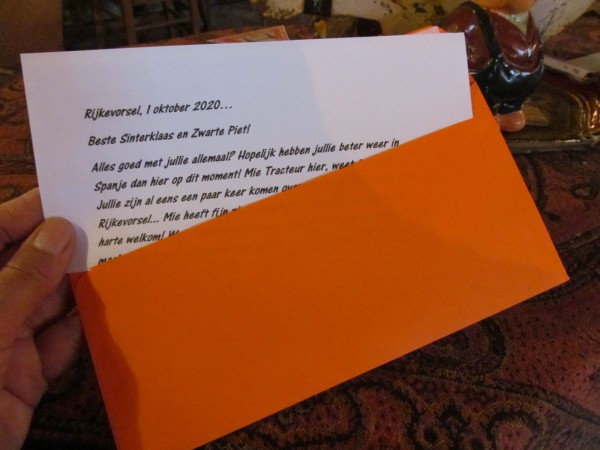 Rijkevorsel, 1 oktober 2020...
Beste Sinterklaas en Zwarte Piet!
Alles goed met jullie allemaal? Hopelijk hebben jullie beter weer in
Spanje dan hier op dit moment! Mie Tracteur hier, weet
Jullie zijn al eens een paar keer komen
Rijkevorsel... Mie heeft fijn
harte welkom!